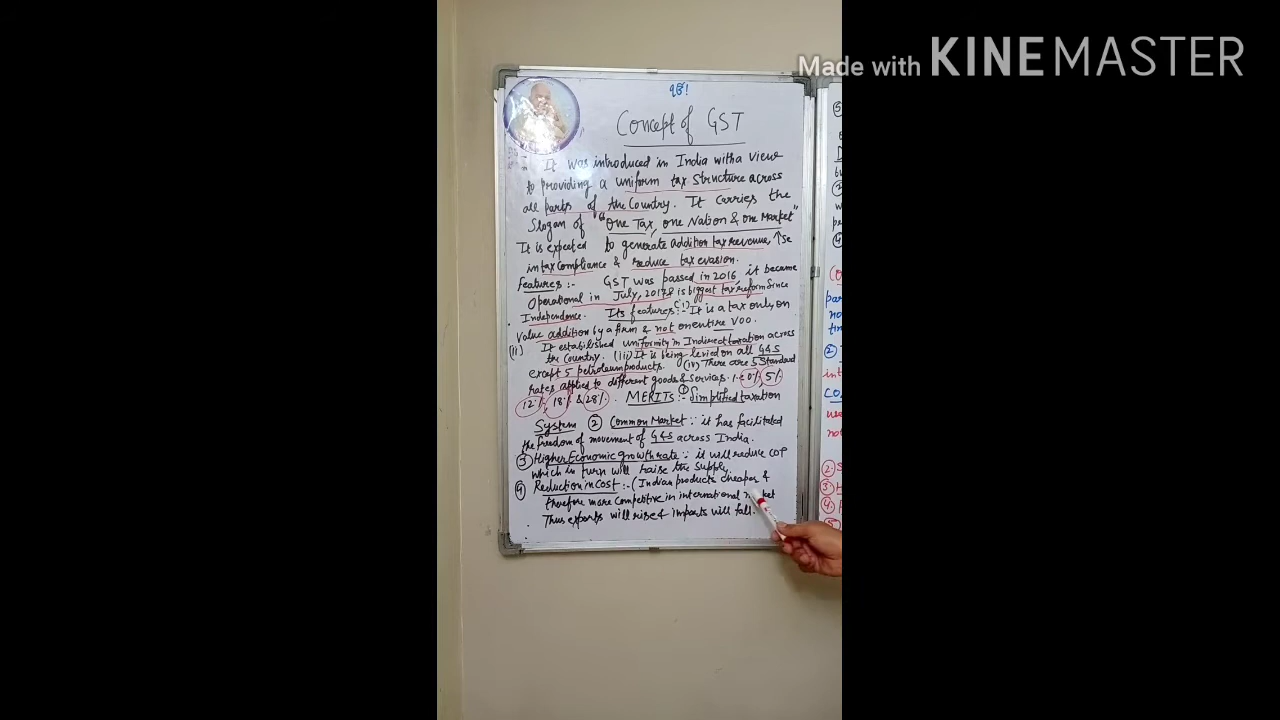 Made with KINEMASTER
ੴ!
Concept of GST
It was introduced in India with a view
to providing a uniform tax structure across
all parts of the Country. It carries the
Slogan of "One Tax, one Nation & one Market"
It is expected to generate addition tax revenue, ↑se
in tax compliance & reduce tax evasion.
Features:- GST was passed in 2016, it became
Operational in July, 2017 & is biggest tax reform Since
Independence. Its features:- (i) It is a tax only on
value addition by a firm & not on entire VOO.
(ii) It established uniformity in Indirect taxation across
the Country. (iii) It is being levied on all G&S
except 5 petroleum products. (iv) There are 5 Standard
rates applied to different goods & services. i.e 0%, 5%
12%, 18% & 28%. MERITS:- ① Simplified taxation
System ② Common Market:- it has facilitated
the freedom of movement of G&S across India.
③ Higher Economic growth rate:- it will reduce COP
which in turn will raise the supply
④ Reduction in Cost:- (Indian products cheaper &
therefore more Competitive in international market
Thus exports will rise & imports will fall.